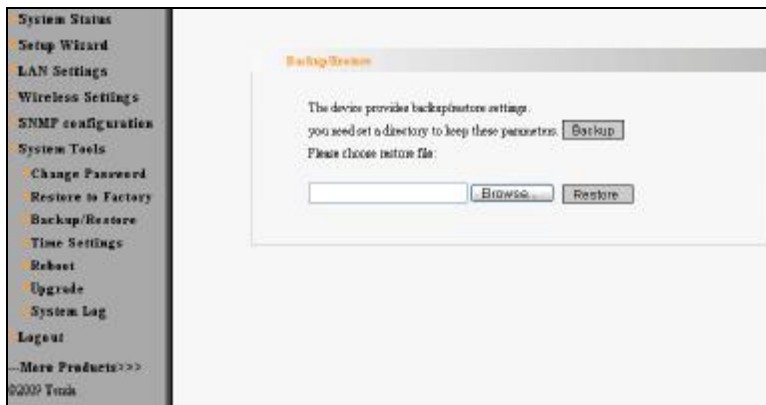 System Status
Setup Wizard
LAN Settings
Wireless Settings
SNMP configuration
System Tools
Change Password
Restore to Factory
Backup/Restore
Time Settings
Reboot
Upgrade
System Log
Logout
---More Products>>>
©2009 Tenda
Backup/Restore
The device provides backup/restore settings.
you need set a directory to keep these parameters. Backup
Please choose restore file:
Browse... Restore